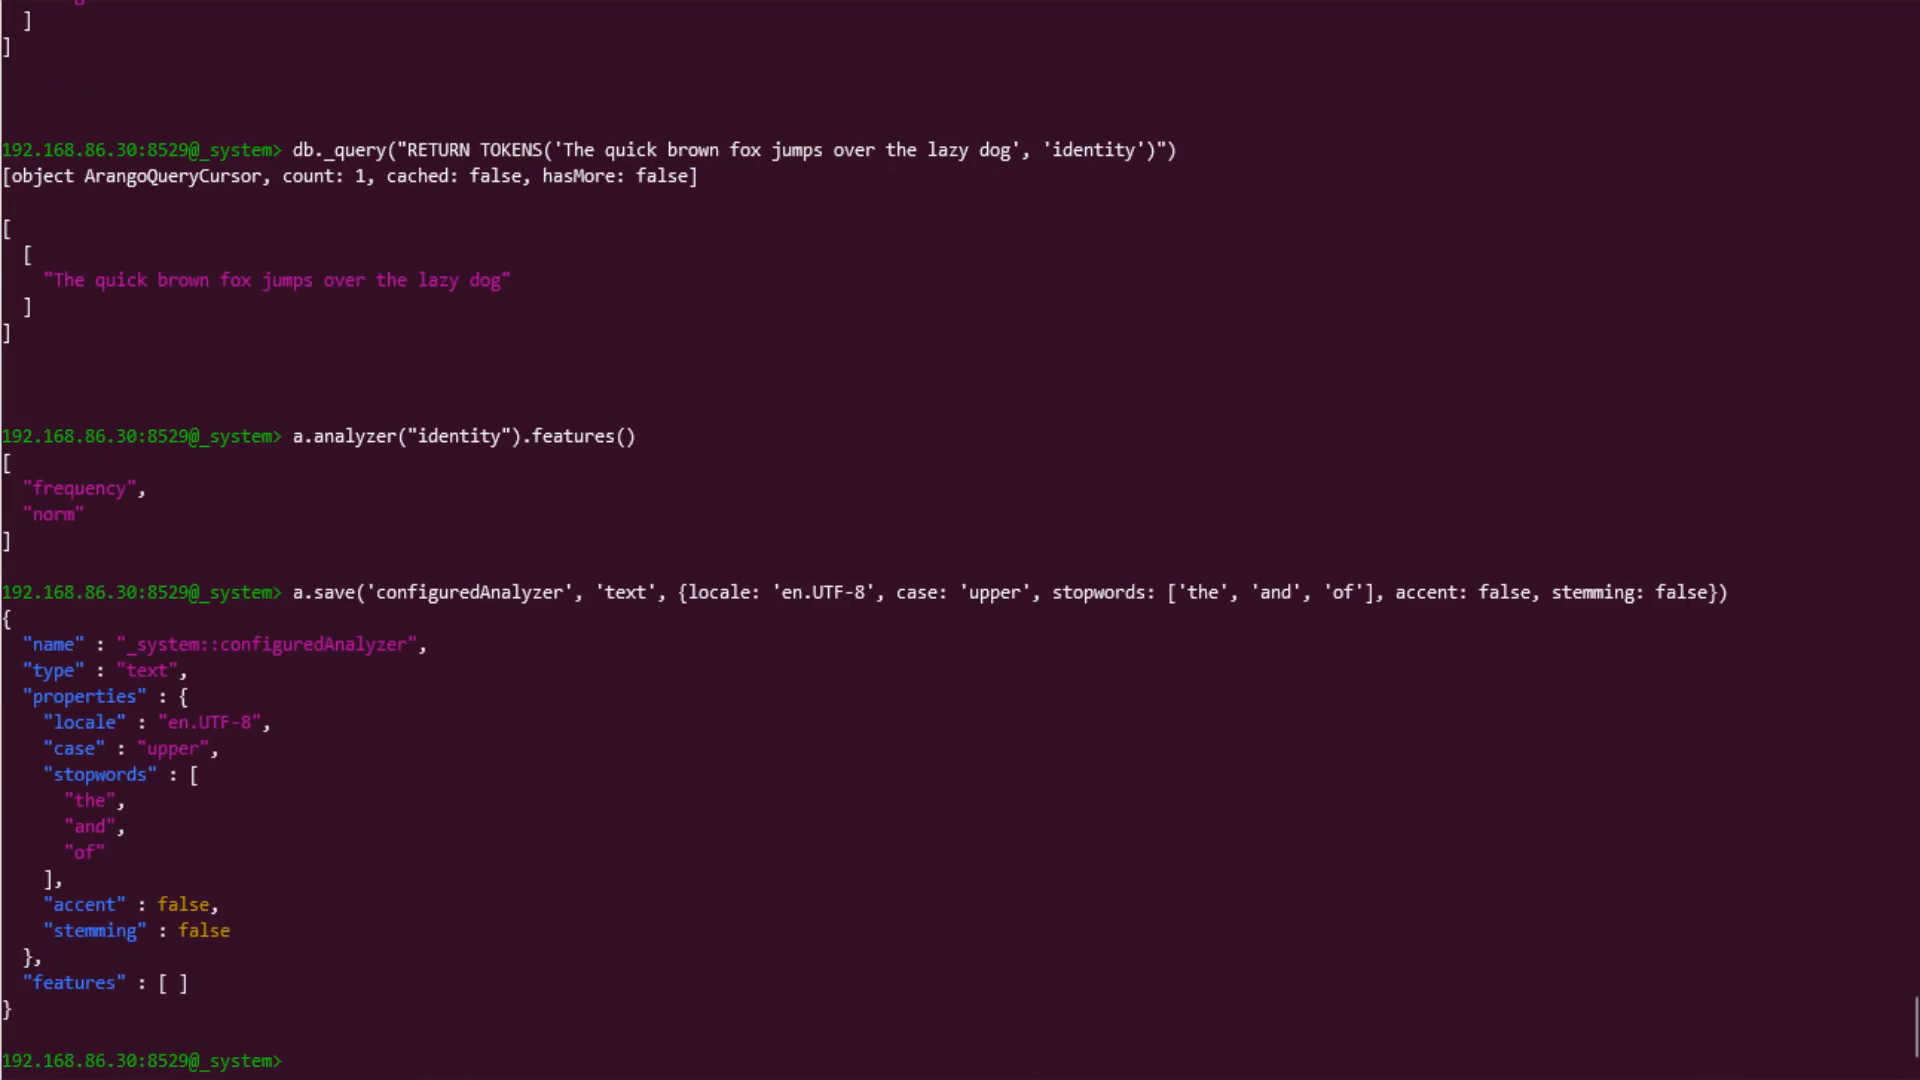 ]
]
192.168.86.30:8529@_system> db._query("RETURN TOKENS('The quick brown fox jumps over the lazy dog', 'identity')")
[object ArangoQueryCursor, count: 1, cached: false, hasMore: false]
[
[
"The quick brown fox jumps over the lazy dog"
]
]
192.168.86.30:8529@_system> a.analyzer("identity").features()
[
"frequency",
"norm"
]
192.168.86.30:8529@_system> a.save('configuredAnalyzer', 'text', {locale: 'en.UTF-8', case: 'upper', stopwords: ['the', 'and', 'of'], accent: false, stemming: false})
{
"name" : "_system::configuredAnalyzer",
"type" : "text",
"properties" : {
"locale" : "en.UTF-8",
"case" : "upper",
"stopwords" : [
"the",
"and",
"of"
],
"accent" : false,
"stemming" : false
},
"features" : [ ]
}
192.168.86.30:8529@_system>